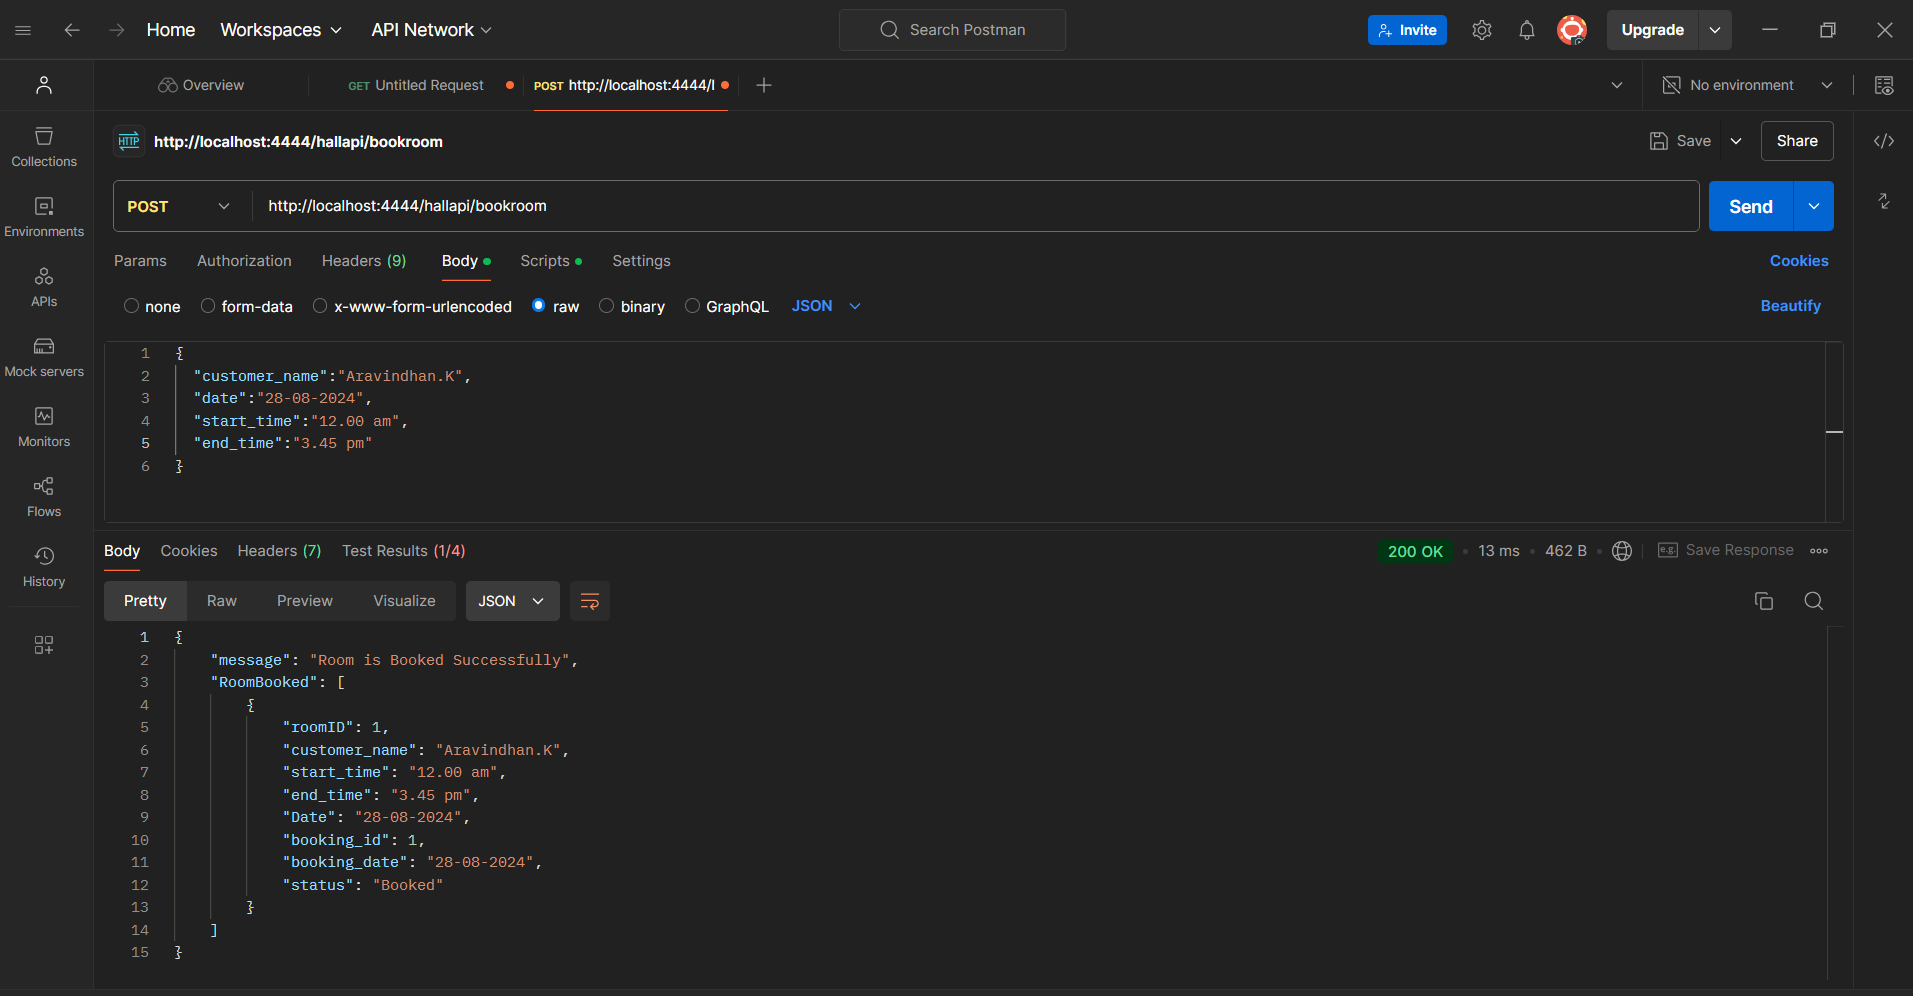 Home Workspaces API Network Search Postman Invite Upgrade
Overview GET Untitled Request POST http://localhost:4444/l No environment
HTTP http://localhost:4444/hallapi/bookroom Save Share
Collections
Environments
APIs
Mock servers
Monitors
Flows
History
POST http://localhost:4444/hallapi/bookroom Send
Params Authorization Headers (9) Body Scripts Settings Cookies
none form-data x-www-form-urlencoded raw binary GraphQL JSON Beautify
1 {
2 "customer_name":"Aravindhan.K",
3 "date":"28-08-2024",
4 "start_time":"12.00 am",
5 "end_time":"3.45 pm"
6 }
Body Cookies Headers (7) Test Results (1/4) 200 OK 13 ms 462 B e.g. Save Response
Pretty Raw Preview Visualize JSON
1 {
2 "message": "Room is Booked Successfully",
3 "RoomBooked": [
4 {
5 "roomID": 1,
6 "customer_name": "Aravindhan.K",
7 "start_time": "12.00 am",
8 "end_time": "3.45 pm",
9 "Date": "28-08-2024",
10 "booking_id": 1,
11 "booking_date": "28-08-2024",
12 "status": "Booked"
13 }
14 ]
15 }